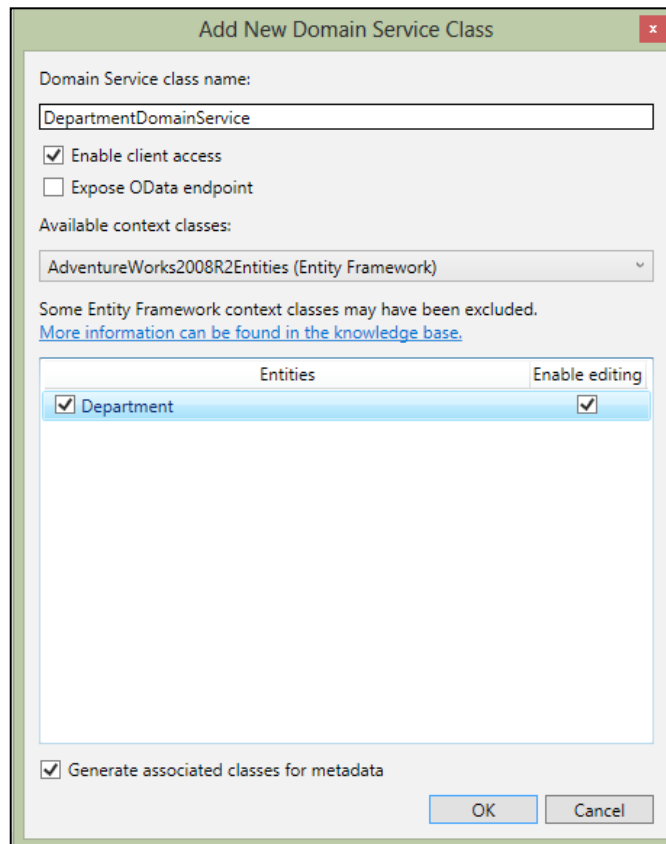 Add New Domain Service Class
x
Domain Service class name:
DepartmentDomainService
Enable client access
Expose OData endpoint
Available context classes:
AdventureWorks2008R2Entities (Entity Framework)
Some Entity Framework context classes may have been excluded.
More information can be found in the knowledge base.
Entities Enable editing
Department
Generate associated classes for metadata
OK Cancel